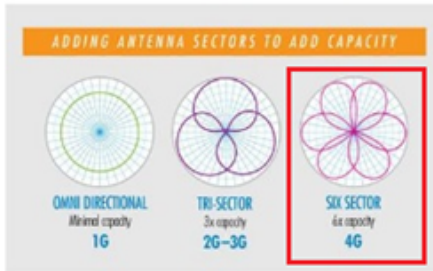 ADDING ANTENNA SECTORS TO ADD CAPACITY
OMNI DIRECTIONAL
Minimal capacity
1G
TRI-SECTOR
3x capacity
2G-3G
SIX SECTOR
6x capacity
4G